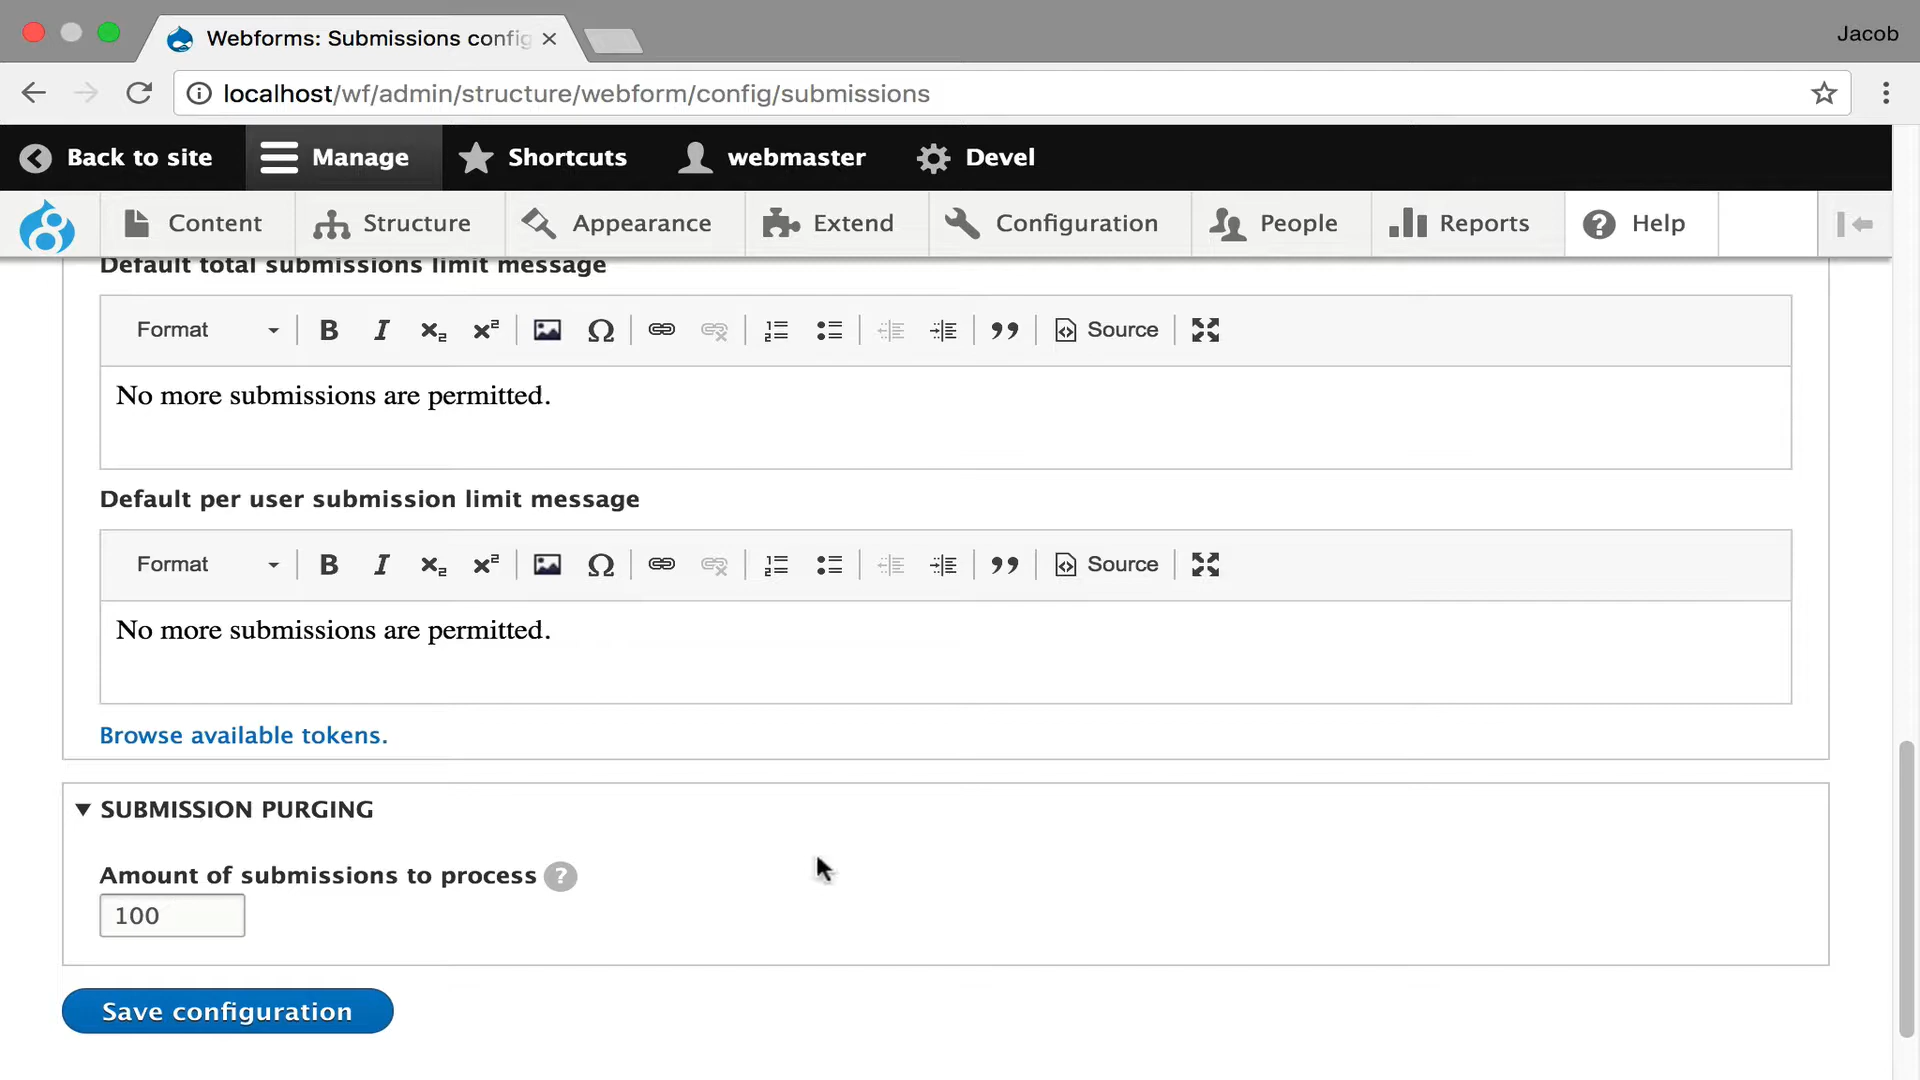 Webforms: Submissions config
Jacob
localhost/wf/admin/structure/webform/config/submissions
Back to site
Manage
Shortcuts
webmaster
Devel
Content
Structure
Appearance
Extend
Configuration
People
Reports
Help
Default total submissions limit message
Format
Source
No more submissions are permitted.
Default per user submission limit message
Format
Source
No more submissions are permitted.
Browse available tokens.
SUBMISSION PURGING
Amount of submissions to process ?
100
Save configuration